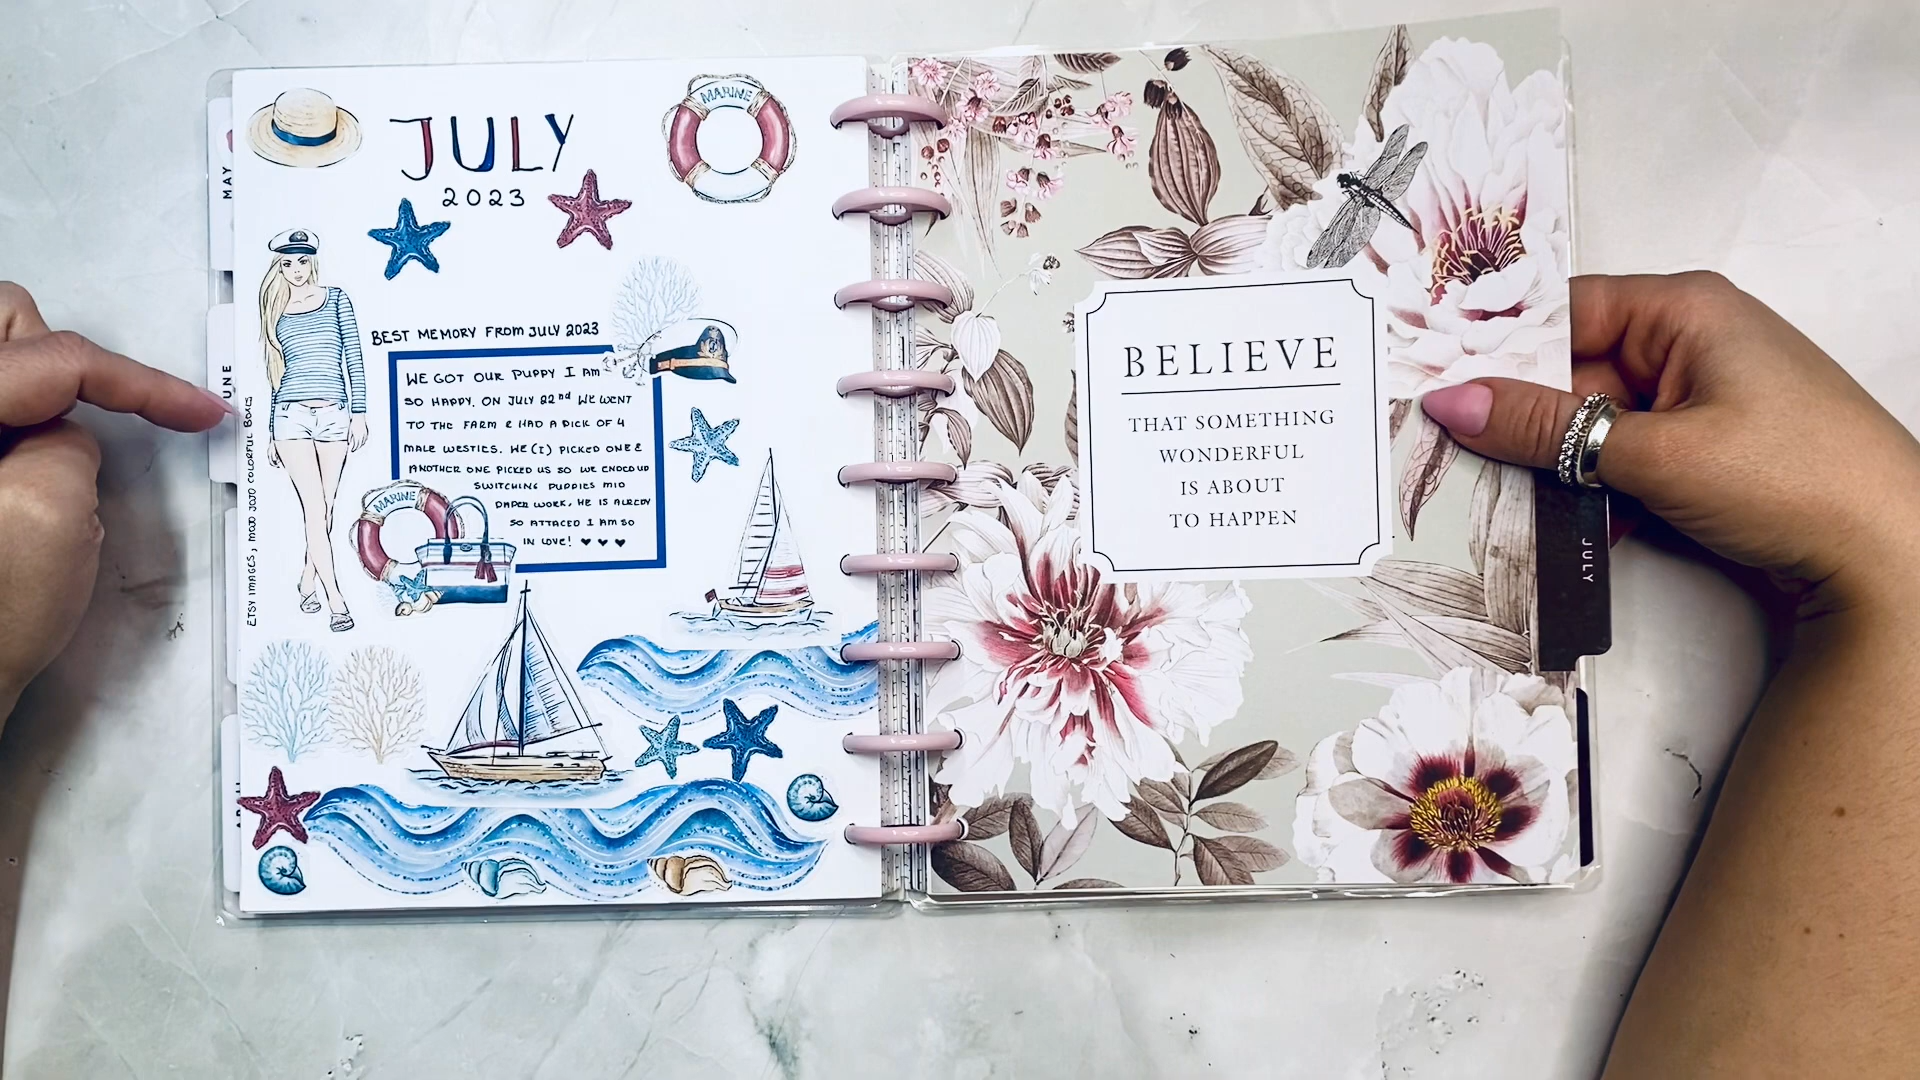 MAY
JUNE
JULY
2023
MARINE
BEST MEMORY FROM JULY 2023
WE GOT OUR PUPPY I AM
SO HAPPY. ON JULY 22nd WE WENT
TO THE FARM & HAD A PICK OF 4
MALE WESTIES. WE (I) PICKED ONE &
ANOTHER ONE PICKED US SO WE ENDED UP
SWITCHING PUPPIES MID
PAPER WORK, HE IS ALREDY
SO ATTACED I AM SO
IN LOVE! ♥ ♥ ♥
MARINE
ETSY IMAGES, MOJO JOJO COLORFUL BOXES
BELIEVE
THAT SOMETHING
WONDERFUL
IS ABOUT
TO HAPPEN
JULY